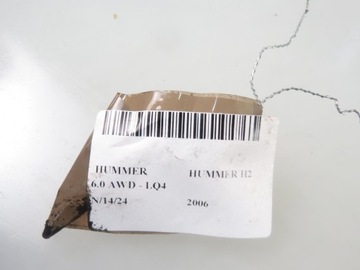 HUMMER HUMMER H2
6.0 AWD - LQ4
N/14/24 2006